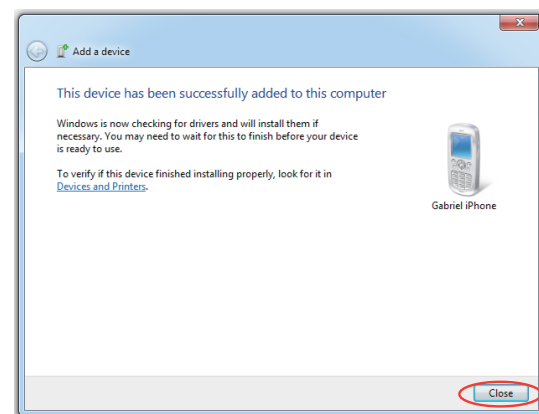 Add a device
This device has been successfully added to this computer
Windows is now checking for drivers and will install them if
necessary. You may need to wait for this to finish before your device
is ready to use.
To verify if this device finished installing properly, look for it in
Devices and Printers.
Gabriel iPhone
Close